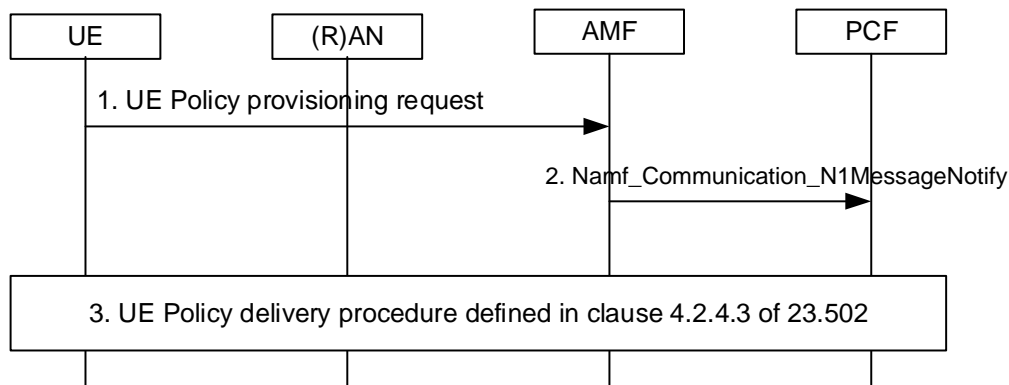 UE
(R)AN
AMF
PCF
1. UE Policy provisioning request
2. Namf_Communication_N1MessageNotify
3. UE Policy delivery procedure defined in clause 4.2.4.3 of 23.502